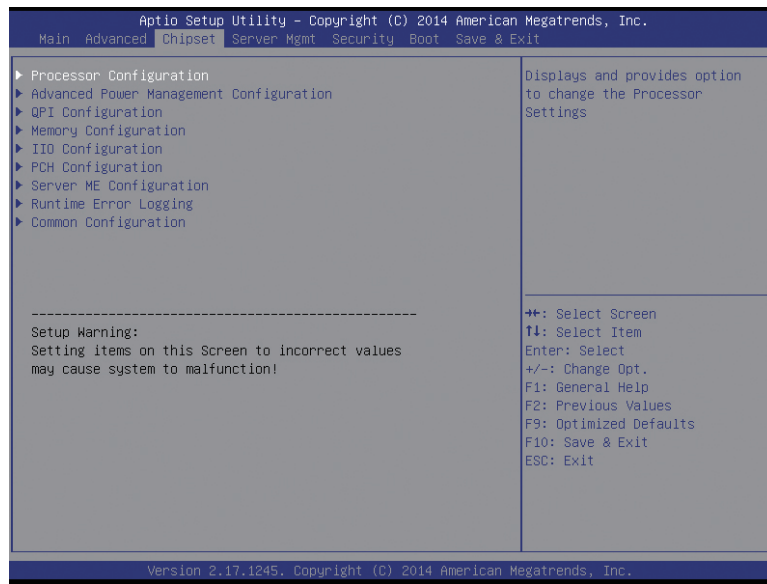 Aptio Setup Utility – Copyright (C) 2014 American Megatrends, Inc.
Main Advanced Chipset Server Mgmt Security Boot Save & Exit
Processor Configuration
Advanced Power Management Configuration
QPI Configuration
Memory Configuration
IIO Configuration
PCH Configuration
Server ME Configuration
Runtime Error Logging
Common Configuration
--------------------------------------------------
Setup Warning:
Setting items on this Screen to incorrect values
may cause system to malfunction!
Displays and provides option
to change the Processor
Settings
→←: Select Screen
↑↓: Select Item
Enter: Select
+/-: Change Opt.
F1: General Help
F2: Previous Values
F9: Optimized Defaults
F10: Save & Exit
ESC: Exit
Version 2.17.1245. Copyright (C) 2014 American Megatrends, Inc.